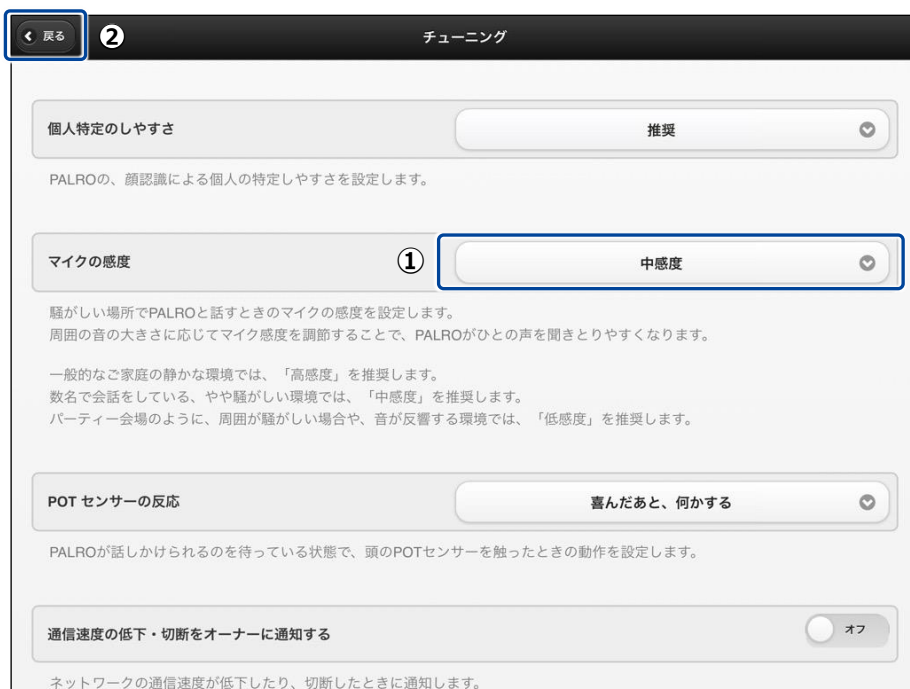 戻る
②
チューニング
個人特定のしやすさ
推奨
PALROの、顔認識による個人の特定しやすさを設定します。
マイクの感度
①
中感度
騒がしい場所でPALROと話すときのマイクの感度を設定します。
周囲の音の大きさに応じてマイク感度を調節することで、PALROがひとの声を聞きとりやすくなります。
一般的なご家庭の静かな環境では、「高感度」を推奨します。
数名で会話をしている、やや騒がしい環境では、「中感度」を推奨します。
パーティー会場のように、周囲が騒がしい場合や、音が反響する環境では、「低感度」を推奨します。
POT センサーの反応
喜んだあと、何かする
PALROが話しかけられるのを待っている状態で、頭のPOTセンサーを触ったときの動作を設定します。
通信速度の低下・切断をオーナーに通知する
オフ
ネットワークの通信速度が低下したり、切断したときに通知します。